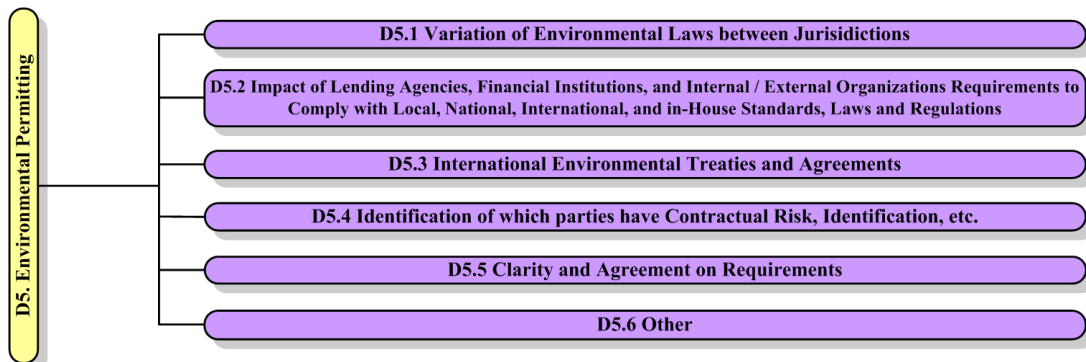 D5. Environmental Permitting
D5.1 Variation of Environmental Laws between Jurisidictions
D5.2 Impact of Lending Agencies, Financial Institutions, and Internal / External Organizations Requirements to
Comply with Local, National, International, and in-House Standards, Laws and Regulations
D5.3 International Environmental Treaties and Agreements
D5.4 Identification of which parties have Contractual Risk, Identification, etc.
D5.5 Clarity and Agreement on Requirements
D5.6 Other